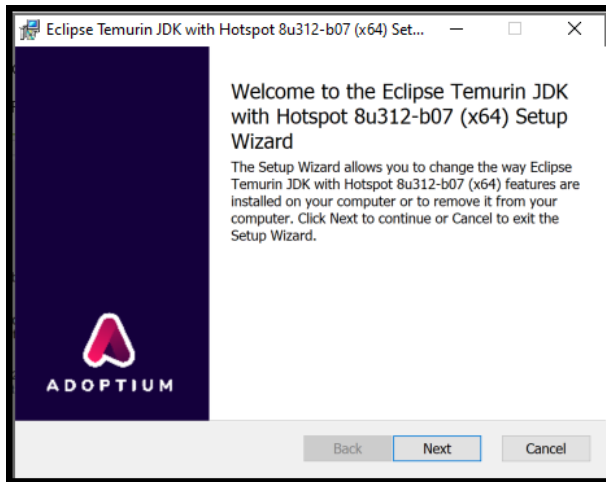 Eclipse Temurin JDK with Hotspot 8u312-b07 (x64) Set...
Welcome to the Eclipse Temurin JDK
with Hotspot 8u312-b07 (x64) Setup
Wizard
The Setup Wizard allows you to change the way Eclipse
Temurin JDK with Hotspot 8u312-b07 (x64) features are
installed on your computer or to remove it from your
computer. Click Next to continue or Cancel to exit the
Setup Wizard.
ADOPTIUM
Back Next Cancel